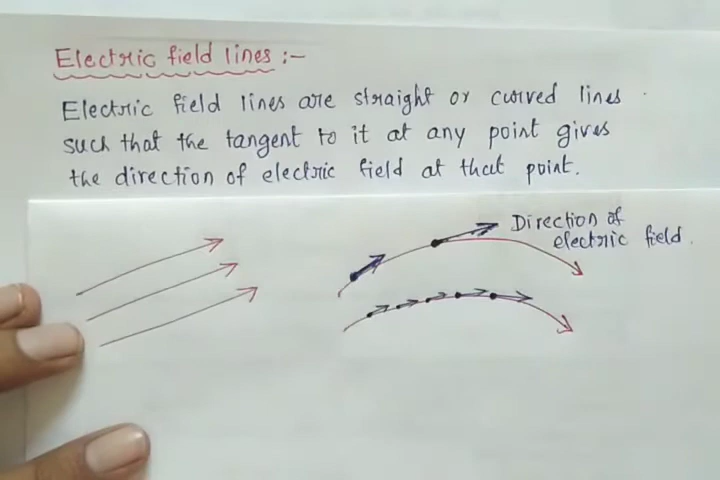 Electric field lines :-
Electric field lines are straight or curved lines
such that the tangent to it at any point gives
the direction of electric field at that point.
Direction of
electric field.